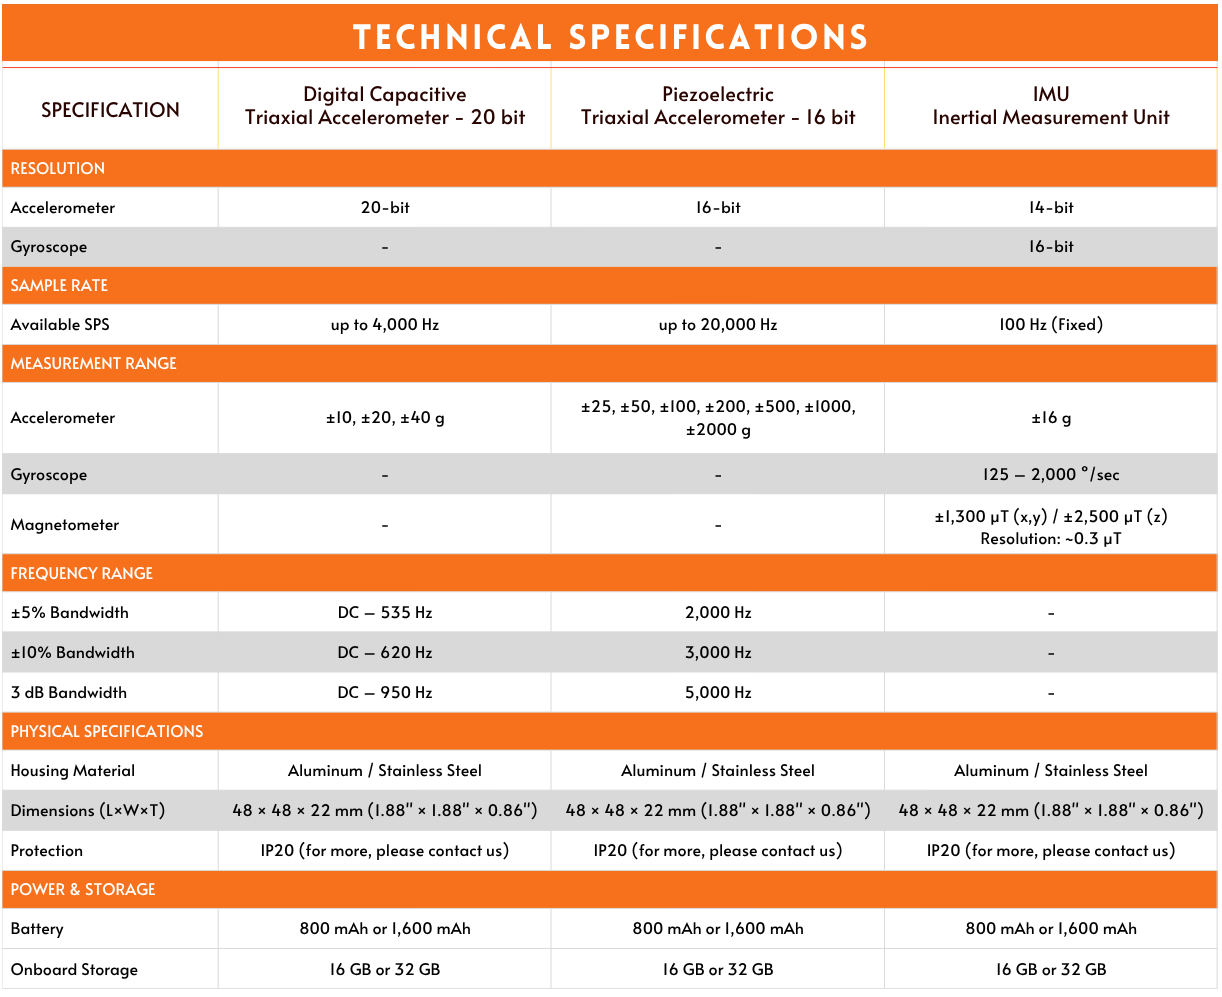 TECHNICAL SPECIFICATIONS
SPECIFICATION
Digital Capacitive
Triaxial Accelerometer - 20 bit
Piezoelectric
Triaxial Accelerometer - 16 bit
IMU
Inertial Measurement Unit
RESOLUTION
Accelerometer 20-bit 16-bit 14-bit
Gyroscope - - 16-bit
SAMPLE RATE
Available SPS up to 4,000 Hz up to 20,000 Hz 100 Hz (Fixed)
MEASUREMENT RANGE
Accelerometer ±10, ±20, ±40 g ±25, ±50, ±100, ±200, ±500, ±1000,
±2000 g
±16 g
Gyroscope - - 125 – 2,000 °/sec
Magnetometer - - ±1,300 µT (x,y) / ±2,500 µT (z)
Resolution: ~0.3 µT
FREQUENCY RANGE
±5% Bandwidth DC – 535 Hz 2,000 Hz -
±10% Bandwidth DC – 620 Hz 3,000 Hz -
3 dB Bandwidth DC – 950 Hz 5,000 Hz -
PHYSICAL SPECIFICATIONS
Housing Material Aluminum / Stainless Steel Aluminum / Stainless Steel Aluminum / Stainless Steel
Dimensions (L×W×T) 48 × 48 × 22 mm (1.88" × 1.88" × 0.86") 48 × 48 × 22 mm (1.88" × 1.88" × 0.86") 48 × 48 × 22 mm (1.88" × 1.88" × 0.86")
Protection IP20 (for more, please contact us) IP20 (for more, please contact us) IP20 (for more, please contact us)
POWER & STORAGE
Battery 800 mAh or 1,600 mAh 800 mAh or 1,600 mAh 800 mAh or 1,600 mAh
Onboard Storage 16 GB or 32 GB 16 GB or 32 GB 16 GB or 32 GB